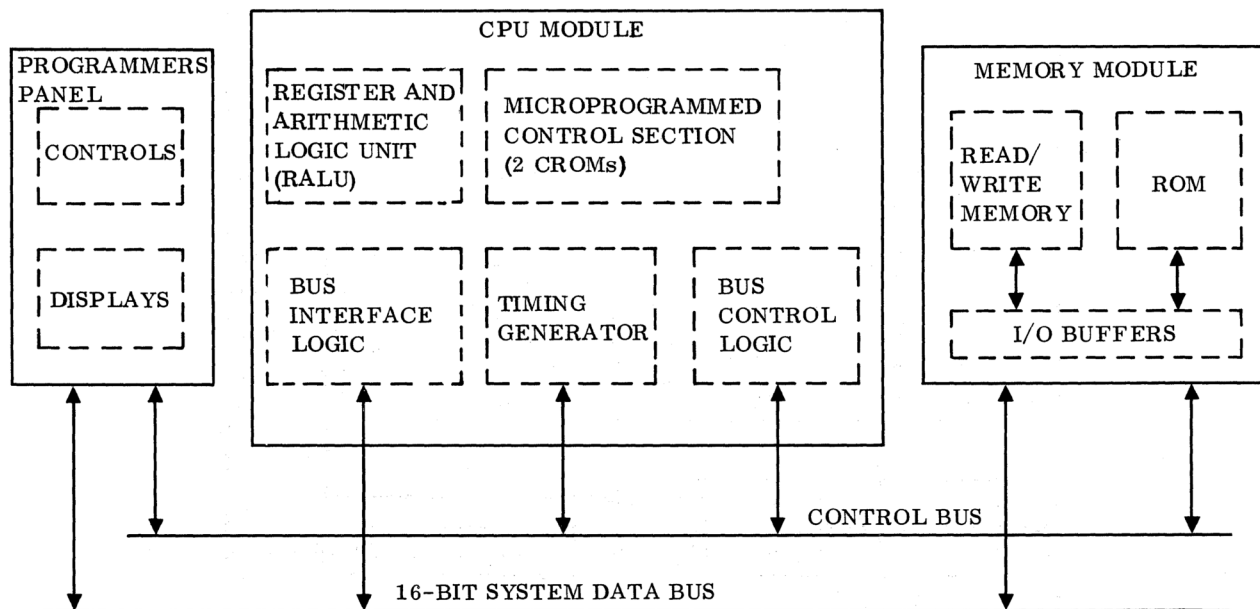 PROGRAMMERS
PANEL
CONTROLS
DISPLAYS
CPU MODULE
REGISTER AND
ARITHMETIC
LOGIC UNIT
(RALU)
MICROPROGRAMMED
CONTROL SECTION
(2 CROMs)
BUS
INTERFACE
LOGIC
TIMING
GENERATOR
BUS
CONTROL
LOGIC
MEMORY MODULE
READ/
WRITE
MEMORY
ROM
I/O BUFFERS
CONTROL BUS
16-BIT SYSTEM DATA BUS